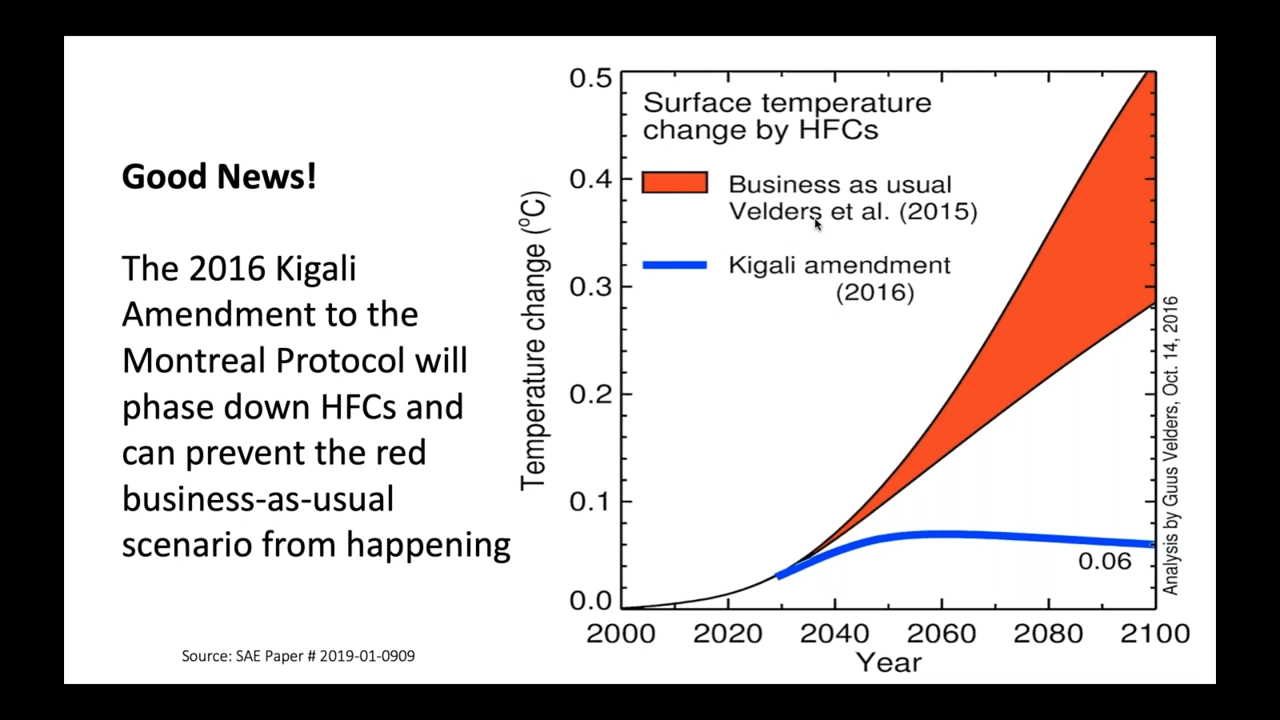 Good News!
The 2016 Kigali
Amendment to the
Montreal Protocol will
phase down HFCs and
can prevent the red
business-as-usual
scenario from happening
Source: SAE Paper # 2019-01-0909
Surface temperature
change by HFCs
Business as usual
Velders et al. (2015)
Kigali amendment
(2016)
Temperature change (°C)
0.5
0.4
0.3
0.2
0.1
0.0
0.06
2000 2020 2040 2060 2080 2100
Year
Analysis by Guus Velders, Oct. 14, 2016